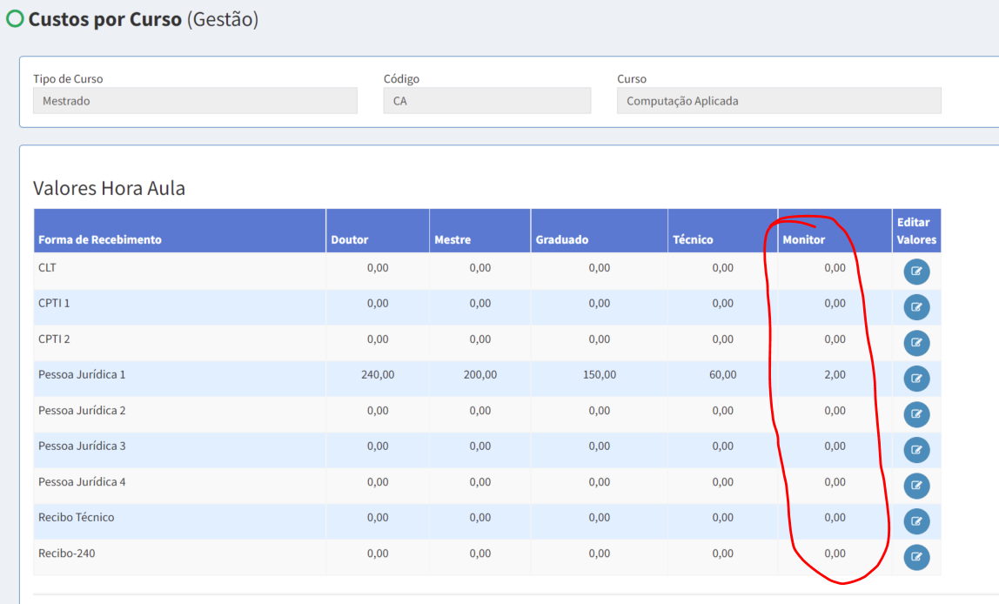 Custos por Curso (Gestão)
Tipo de Curso Código Curso
Mestrado CA Computação Aplicada
Valores Hora Aula
Forma de Recebimento Doutor Mestre Graduado Técnico Monitor Editar Valores
CLT 0,00 0,00 0,00 0,00 0,00
CPTI 1 0,00 0,00 0,00 0,00 0,00
CPTI 2 0,00 0,00 0,00 0,00 0,00
Pessoa Jurídica 1 240,00 200,00 150,00 60,00 2,00
Pessoa Jurídica 2 0,00 0,00 0,00 0,00 0,00
Pessoa Jurídica 3 0,00 0,00 0,00 0,00 0,00
Pessoa Jurídica 4 0,00 0,00 0,00 0,00 0,00
Recibo Técnico 0,00 0,00 0,00 0,00 0,00
Recibo-240 0,00 0,00 0,00 0,00 0,00